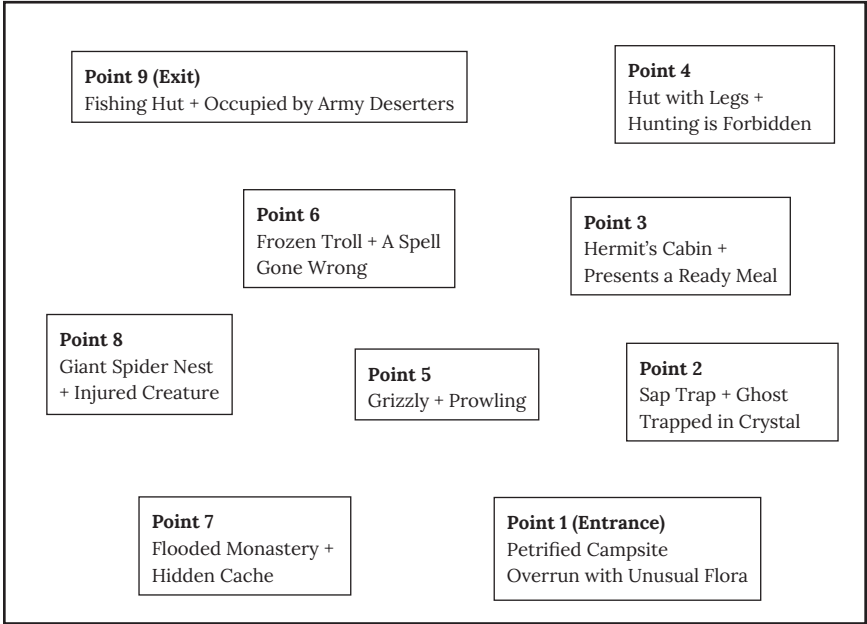 Point 9 (Exit)
Fishing Hut + Occupied by Army Deserters
Point 4
Hut with Legs +
Hunting is Forbidden
Point 6
Frozen Troll + A Spell
Gone Wrong
Point 3
Hermit's Cabin +
Presents a Ready Meal
Point 8
Giant Spider Nest
+ Injured Creature
Point 5
Grizzly + Prowling
Point 2
Sap Trap + Ghost
Trapped in Crystal
Point 7
Flooded Monastery +
Hidden Cache
Point 1 (Entrance)
Petrified Campsite
Overrun with Unusual Flora